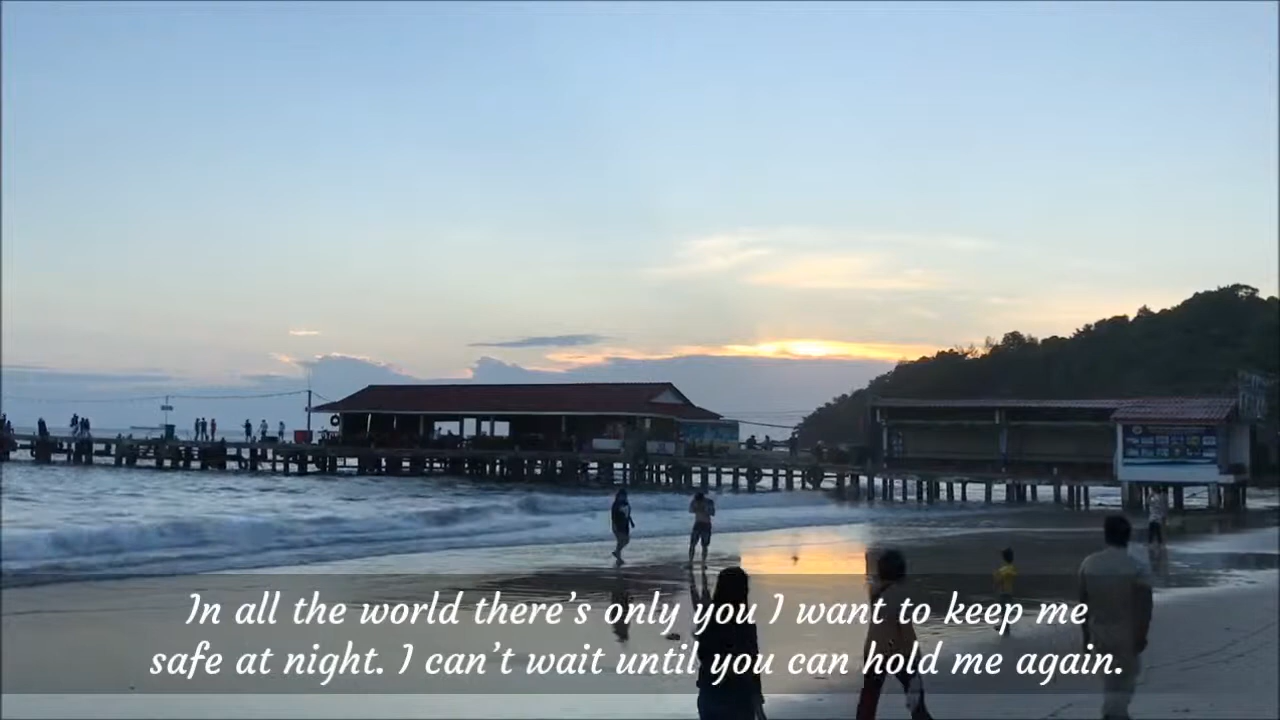 In all the world there's only you I want to keep me
safe at night. I can't wait until you can hold me again.